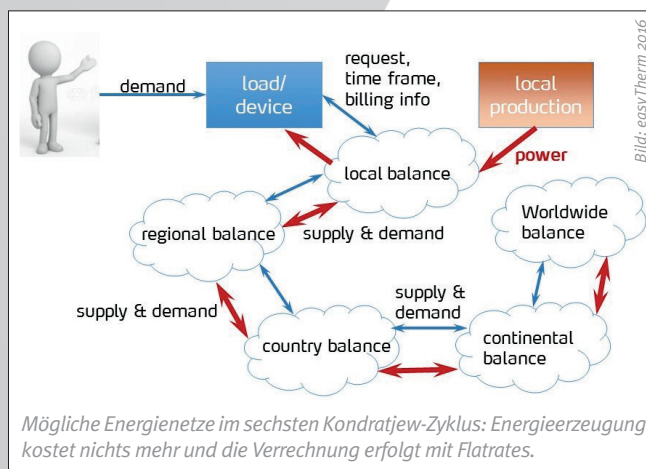 demand
load/
device
request,
time frame,
billing info
local
production
Bild: easyTherm 2016
power
local balance
regional balance
supply & demand
Worldwide
balance
supply & demand
supply &
demand
country balance
continental
balance
Mögliche Energienetze im sechsten Kondratjew-Zyklus: Energieerzeugung
kostet nichts mehr und die Verrechnung erfolgt mit Flatrates.